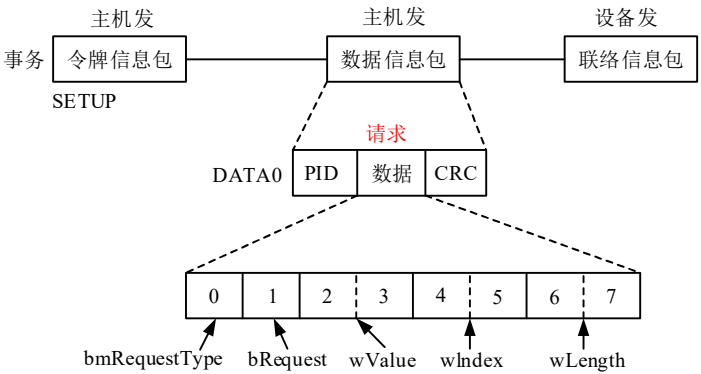 主机发 主机发 设备发
事务 令牌信息包 数据信息包 联络信息包
SETUP
请求
DATA0 PID 数据 CRC
0 1 2 3 4 5 6 7
bmRequestType bRequest wValue wIndex wLength